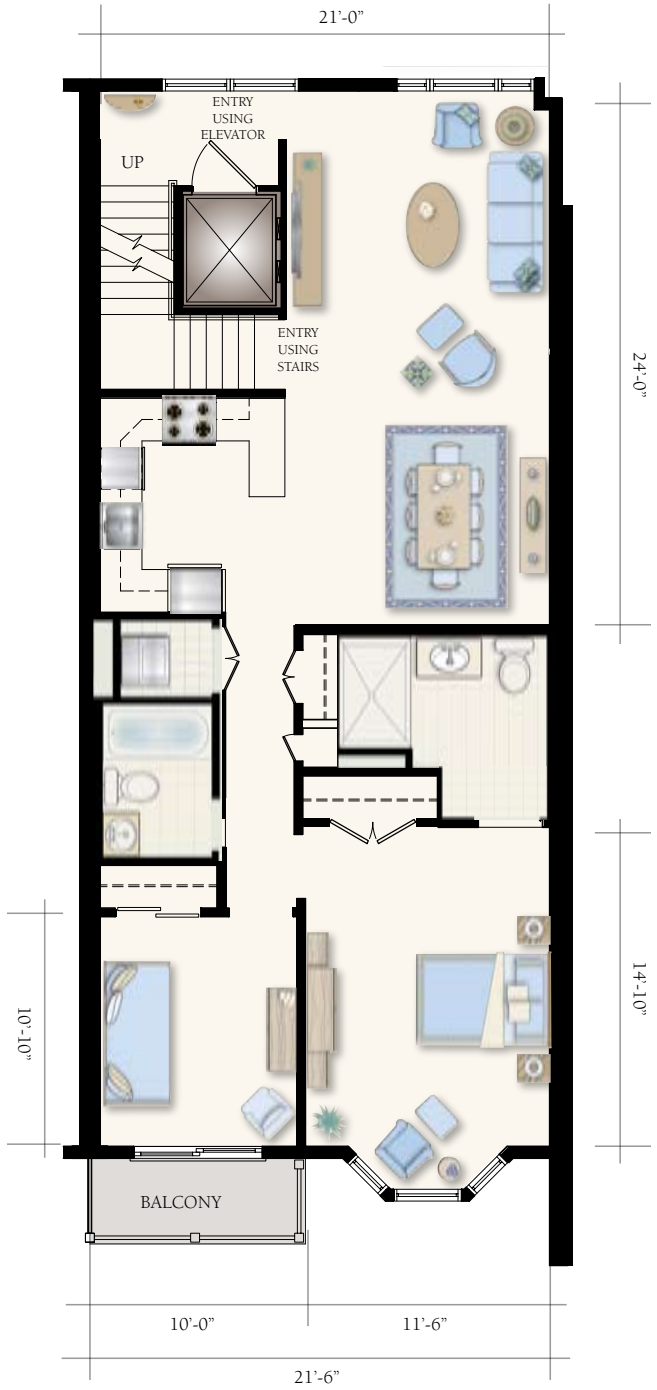 21'-0"
ENTRY
USING
ELEVATOR
UP
ENTRY
USING
STAIRS
24'-0"
14'-10"
10'-10"
BALCONY
10'-0"
11'-6"
21'-6"